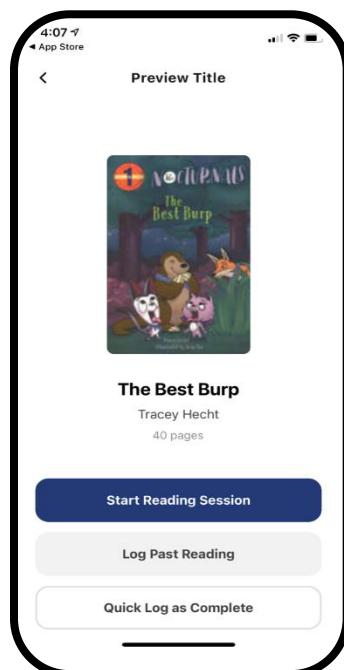 4:07
◀ App Store
Preview Title
1
the
NOCTURNALS
The
Best Burp
The Best Burp
Tracey Hecht
40 pages
Start Reading Session
Log Past Reading
Quick Log as Complete